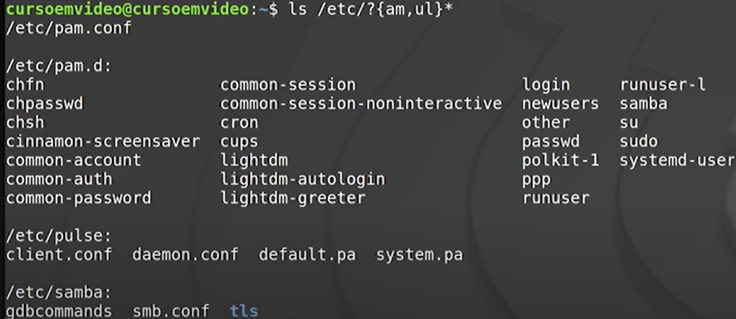 cursoemvideo@cursoemvideo:~$ ls /etc/?{am,ul}*
/etc/pam.conf
/etc/pam.d:
chfn common-session login runuser-l
chpasswd common-session-noninteractive newusers samba
chsh cron other su
cinnamon-screensaver cups passwd sudo
common-account lightdm polkit-1 systemd-user
common-auth lightdm-autologin ppp
common-password lightdm-greeter runuser
/etc/pulse:
client.conf daemon.conf default.pa system.pa
/etc/samba:
gdbcommands smb.conf tls